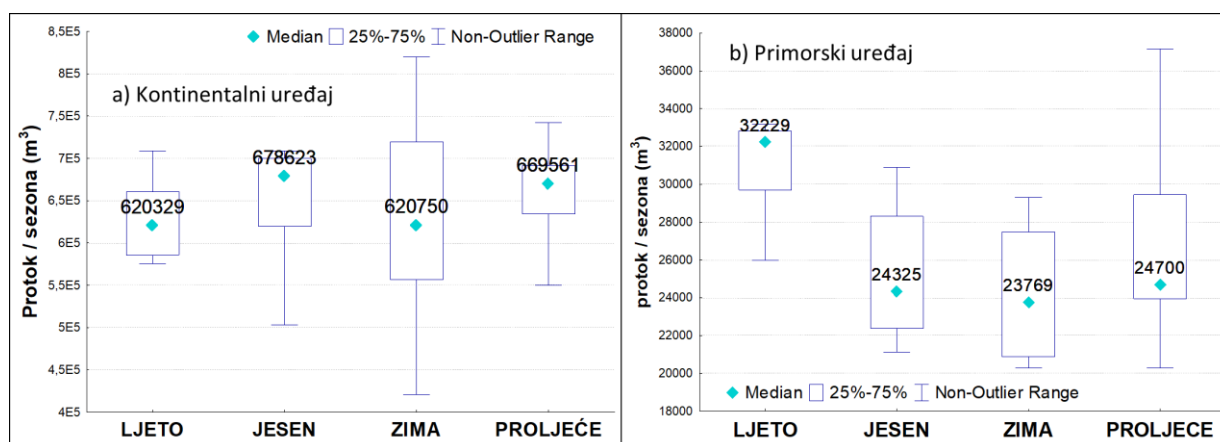 8,5E5
8E5
7,5E5
7E5
6,5E5
6E5
5,5E5
5E5
4,5E5
4E5
Protok / sezona (m³)
Median 25%-75% Non-Outlier Range
a) Kontinentalni uređaj
620329
678623
620750
669561
LJETO JESEN ZIMA PROLJEĆE
38000
36000
34000
32000
30000
28000
26000
24000
22000
20000
18000
protok / sezona (m³)
b) Primorski uređaj
32229
24325
23769
24700
Median 25%-75% Non-Outlier Range
LJETO JESEN ZIMA PROLJECE